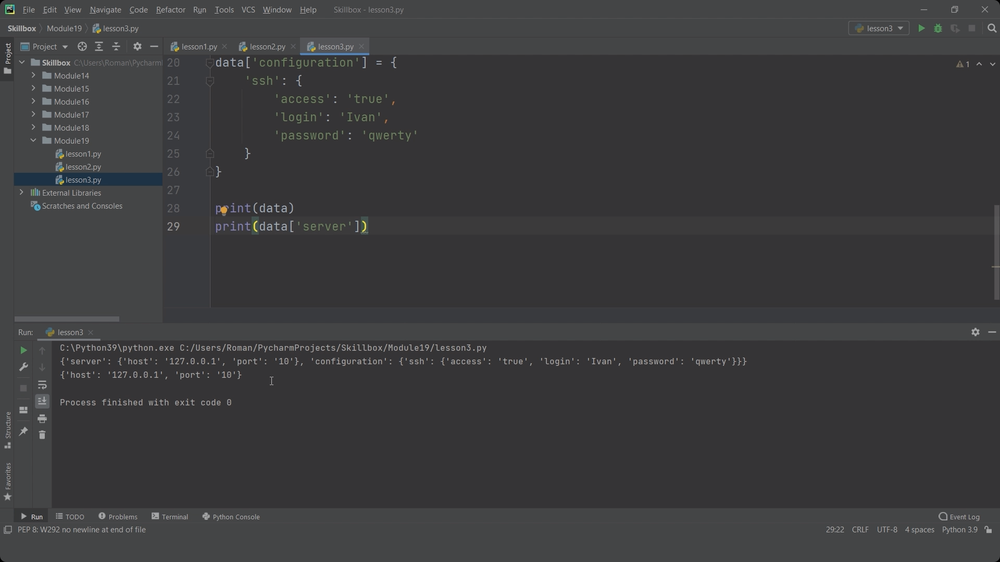 File Edit View Navigate Code Refactor Run Tools VCS Window Help Skillbox - lesson3.py
Skillbox Module19 lesson3.py lesson3
Project lesson1.py lesson2.py lesson3.py
Project
Skillbox C:\Users\Roman\Pycharm
Module14
Module15
Module16
Module17
Module18
Module19
lesson1.py
lesson2.py
lesson3.py
External Libraries
Scratches and Consoles
1
20 data['configuration'] = {
21 'ssh': {
22 'access': 'true',
23 'login': 'Ivan',
24 'password': 'qwerty'
25 }
26 }
27
28 print(data)
29 print(data['server'])
Run: lesson3
C:\Python39\python.exe C:/Users/Roman/PycharmProjects/Skillbox/Module19/lesson3.py
{'server': {'host': '127.0.0.1', 'port': '10'}, 'configuration': {'ssh': {'access': 'true', 'login': 'Ivan', 'password': 'qwerty'}}}
{'host': '127.0.0.1', 'port': '10'}
Process finished with exit code 0
Structure
Favorites
Run TODO Problems Terminal Python Console Event Log
PEP 8: W292 no newline at end of file 29:22 CRLF UTF-8 4 spaces Python 3.9